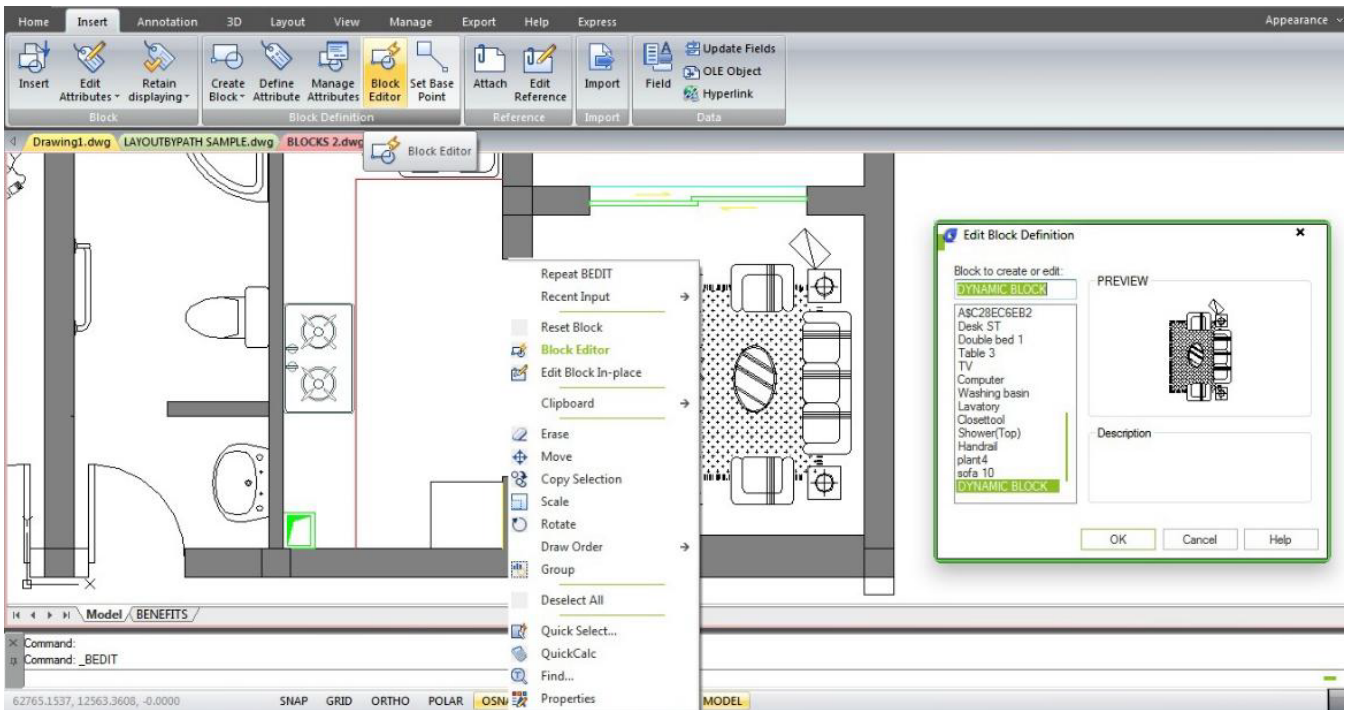 Home Insert Annotation 3D Layout View Manage Export Help Express Appearance
Insert Edit Attributes Retain displaying Create Block Define Attribute Manage Attributes Block Editor Set Base Point Attach Edit Reference Import Field Update Fields
OLE Object
Hyperlink
Block Block Definition Reference Import Data
Drawing1.dwg LAYOUTBYPATH SAMPLE.dwg BLOCKS 2.dwg
Block Editor
Repeat BEDIT
Recent Input
Reset Block
Block Editor
Edit Block In-place
Clipboard
Erase
Move
Copy Selection
Scale
Rotate
Draw Order
Group
Deselect All
Quick Select...
QuickCalc
Find...
Properties
Edit Block Definition
Block to create or edit:
DYNAMIC BLOCK
A$C28EC6EB2
Desk ST
Double bed 1
Table 3
TV
Computer
Washing basin
Lavatory
Closettool
Shower(Top)
Handrail
plant4
sofa 10
DYNAMIC BLOCK
PREVIEW
Description
OK Cancel Help
X
Model BENEFITS
Command:
Command: _BEDIT
62765.1537, 12563.3608, -0.0000 SNAP GRID ORTHO POLAR MODEL